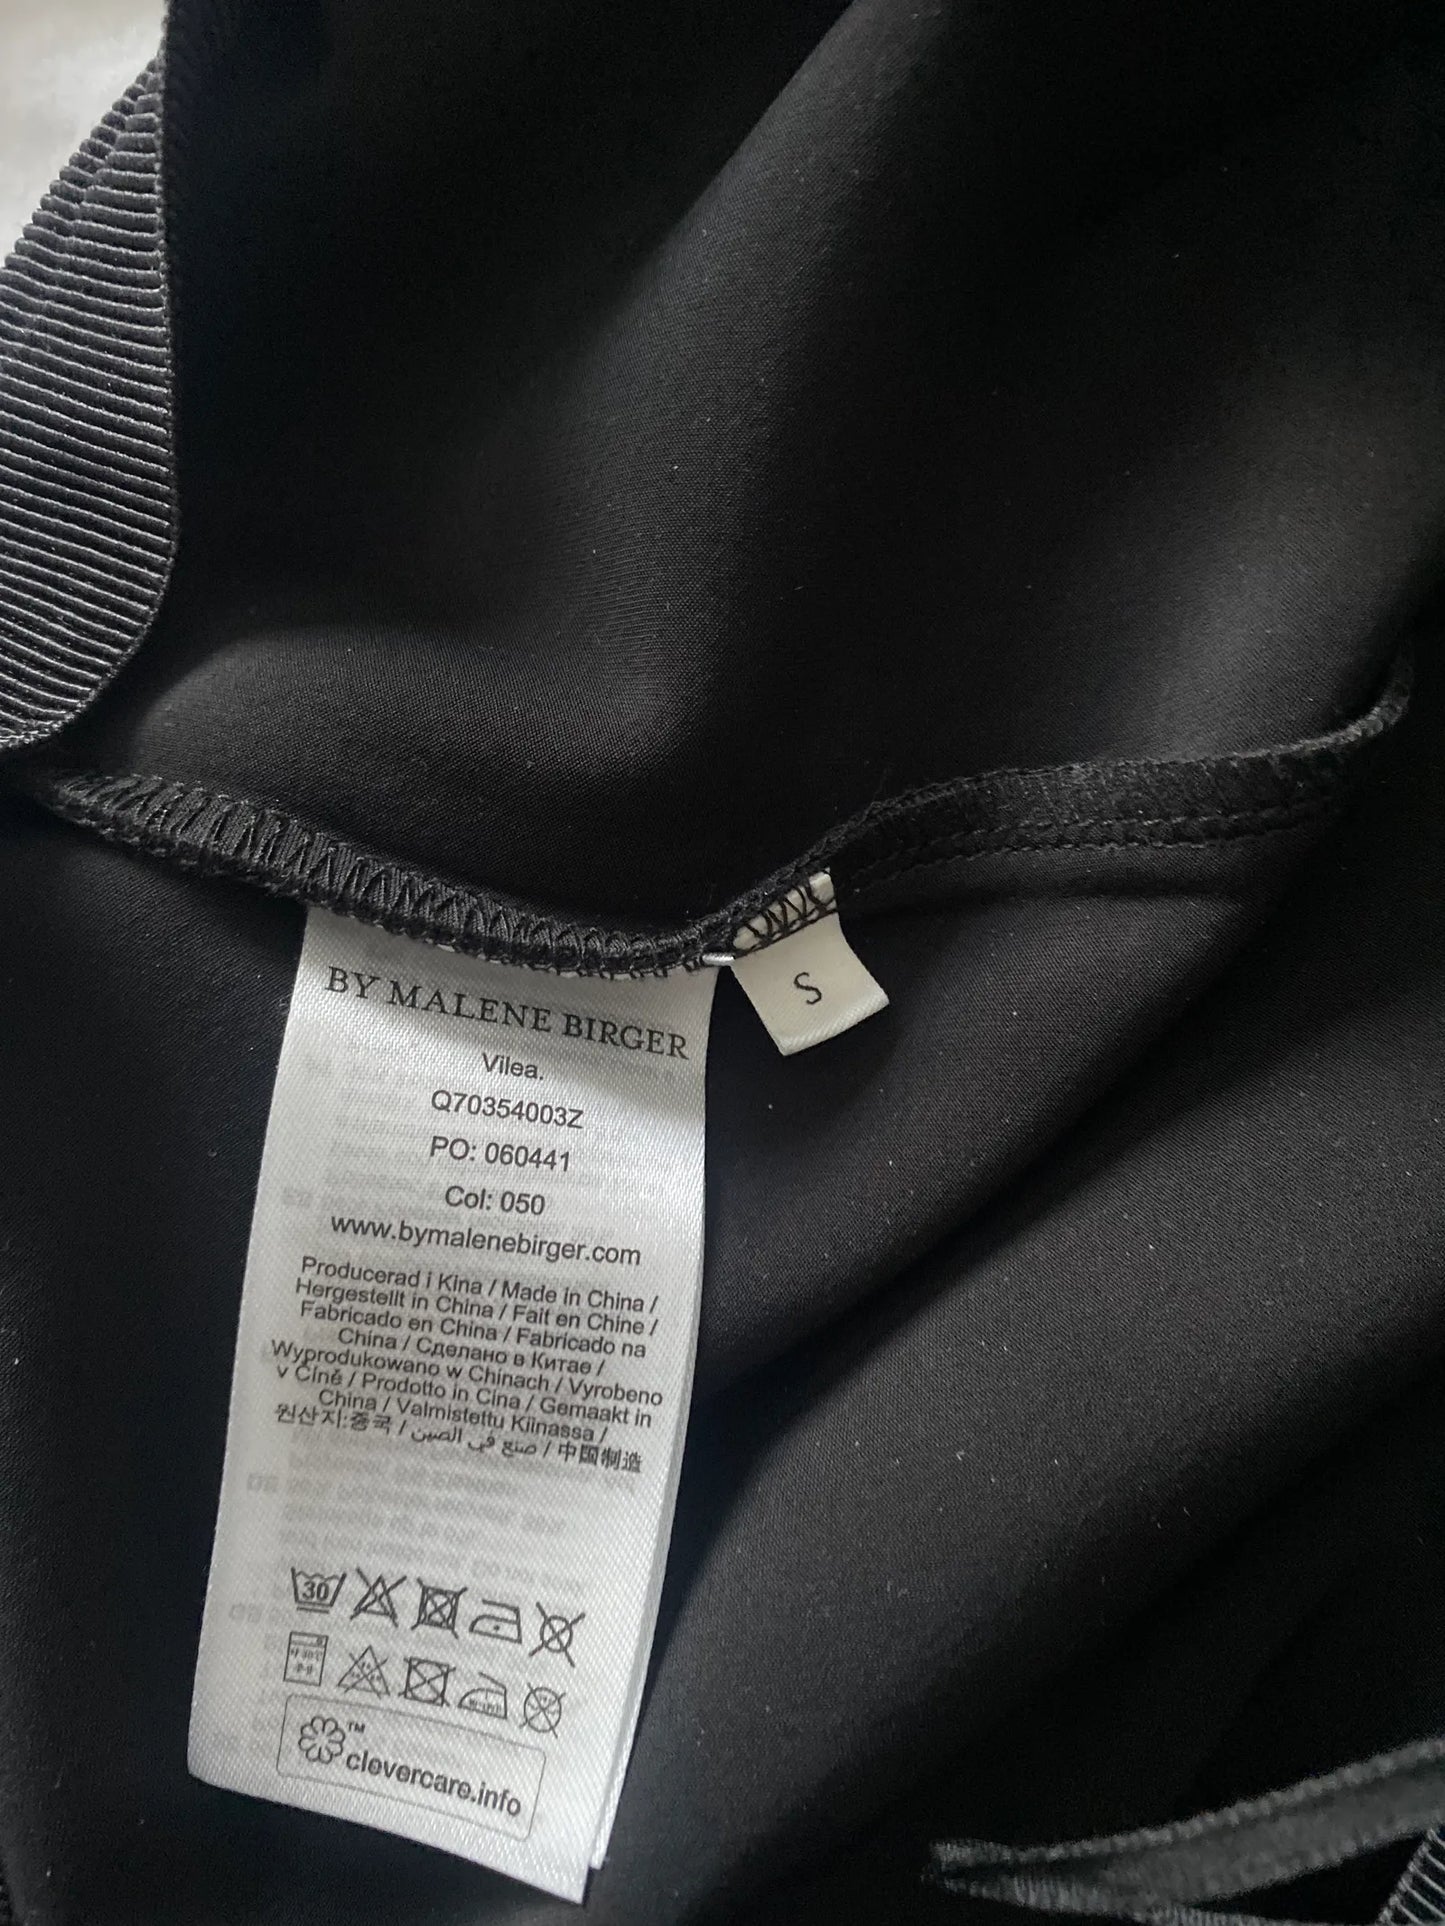 BY MALENE BIRGER
S
Vilea.
Q70354003Z
PO: 060441
Col: 050
www.bymalenebirger.com
Producerad i Kina / Made in China /
Hergestellt in China / Fait en Chine /
Fabricado en China / Fabricado na
China / Сделано в Китае /
Wyprodukowano w Chinach / Vyrobeno
v Číně / Prodotto in Cina / Gemaakt in
China / Valmistettu Kiinassa /
원산지:중국 / صنع في الصين / 中国制造
30
™
clevercare.info